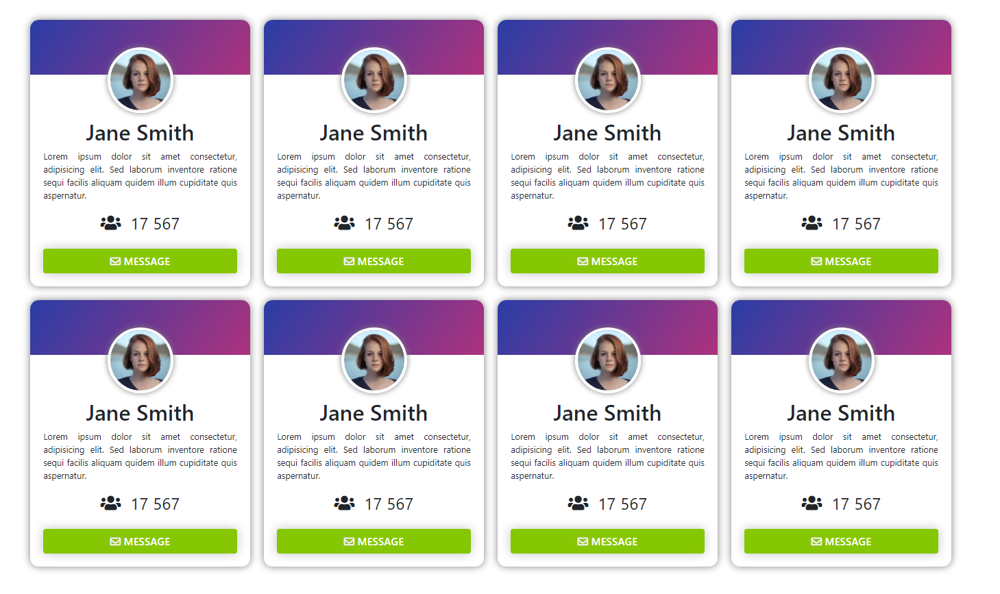 Jane Smith
Lorem ipsum dolor sit amet consectetur,
adipisicing elit. Sed laborum inventore ratione
sequi facilis aliquam quidem illum cupiditate quis
aspernatur.
17 567
MESSAGE
Jane Smith
Lorem ipsum dolor sit amet consectetur,
adipisicing elit. Sed laborum inventore ratione
sequi facilis aliquam quidem illum cupiditate quis
aspernatur.
17 567
MESSAGE
Jane Smith
Lorem ipsum dolor sit amet consectetur,
adipisicing elit. Sed laborum inventore ratione
sequi facilis aliquam quidem illum cupiditate quis
aspernatur.
17 567
MESSAGE
Jane Smith
Lorem ipsum dolor sit amet consectetur,
adipisicing elit. Sed laborum inventore ratione
sequi facilis aliquam quidem illum cupiditate quis
aspernatur.
17 567
MESSAGE
Jane Smith
Lorem ipsum dolor sit amet consectetur,
adipisicing elit. Sed laborum inventore ratione
sequi facilis aliquam quidem illum cupiditate quis
aspernatur.
17 567
MESSAGE
Jane Smith
Lorem ipsum dolor sit amet consectetur,
adipisicing elit. Sed laborum inventore ratione
sequi facilis aliquam quidem illum cupiditate quis
aspernatur.
17 567
MESSAGE
Jane Smith
Lorem ipsum dolor sit amet consectetur,
adipisicing elit. Sed laborum inventore ratione
sequi facilis aliquam quidem illum cupiditate quis
aspernatur.
17 567
MESSAGE
Jane Smith
Lorem ipsum dolor sit amet consectetur,
adipisicing elit. Sed laborum inventore ratione
sequi facilis aliquam quidem illum cupiditate quis
aspernatur.
17 567
MESSAGE